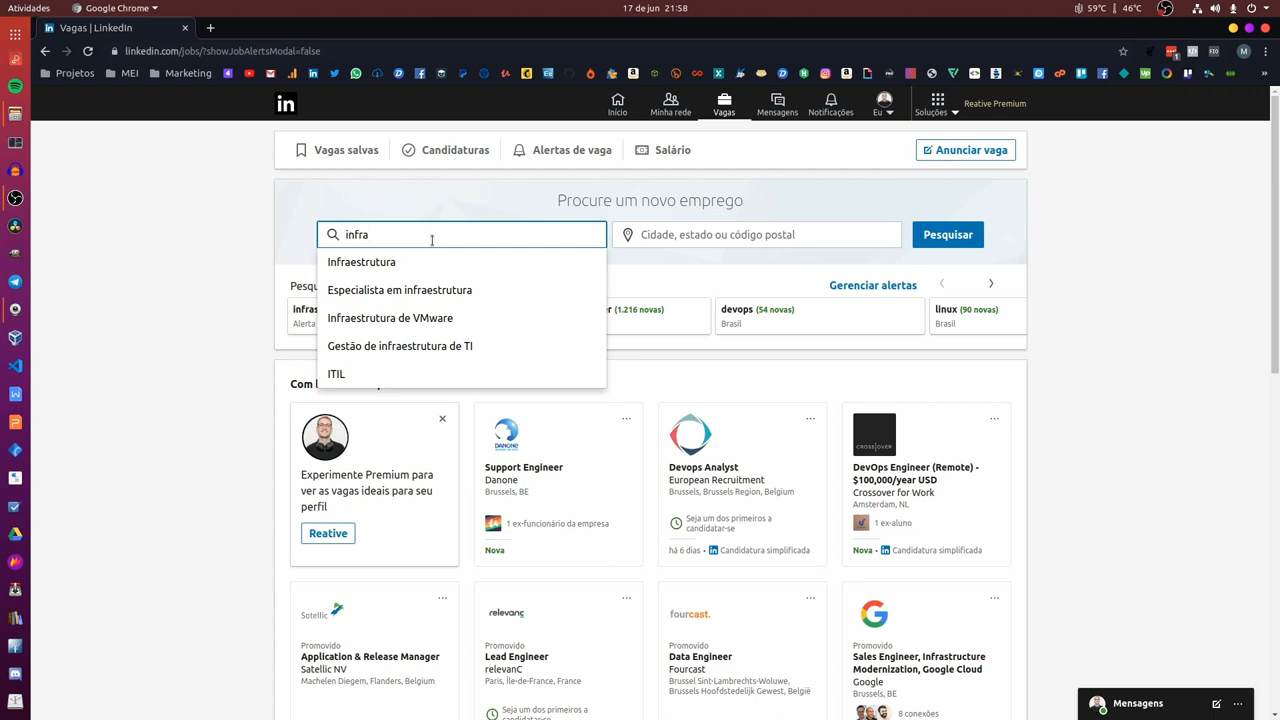 Atividades
Google Chrome
17 de jun 21:58
59°C
46°C
Vagas | LinkedIn
linkedin.com/jobs/?showJobAlertsModal=false
M
Projetos
MEI
Marketing
in
Início
Minha rede
Vagas
Mensagens
Notificações
Eu
Soluções
Reative Premium
Vagas salvas
Candidaturas
Alertas de vaga
Salário
Anunciar vaga
Procure um novo emprego
infra
Cidade, estado ou código postal
Pesquisar
Infraestrutura
Especialista em infraestrutura
Infraestrutura de VMware
Gestão de infraestrutura de TI
ITIL
Gerenciar alertas
(1.216 novas)
devops (54 novas)
Brasil
linux (90 novas)
Brasil
Alerta
Experimente Premium para
ver as vagas ideais para seu
perfil
Reative
DANONE
Support Engineer
Danone
Brussels, BE
1 ex-funcionário da empresa
Nova
Devops Analyst
European Recruitment
Brussels, Brussels Region, Belgium
Seja um dos primeiros a
candidatar-se
há 6 dias • Candidatura simplificada
CROSSOVER
DevOps Engineer (Remote) -
$100,000/year USD
Crossover for Work
Amsterdam, NL
1 ex-aluno
Nova • Candidatura simplificada
Satellic
Promovido
Application & Release Manager
Satellic NV
Machelen Diegem, Flanders, Belgium
relevanc
Promovido
Lead Engineer
relevanC
Paris, Île-de-France, France
Seja um dos primeiros a
fourcast.
Promovido
Data Engineer
Fourcast
Brussel Sint-Lambrechts-Woluwe,
Brussels Hoofdstedelijk Gewest, België
Promovido
Sales Engineer, Infrastructure
Modernization, Google Cloud
Google
Brussels, BE
8 conexões
Mensagens